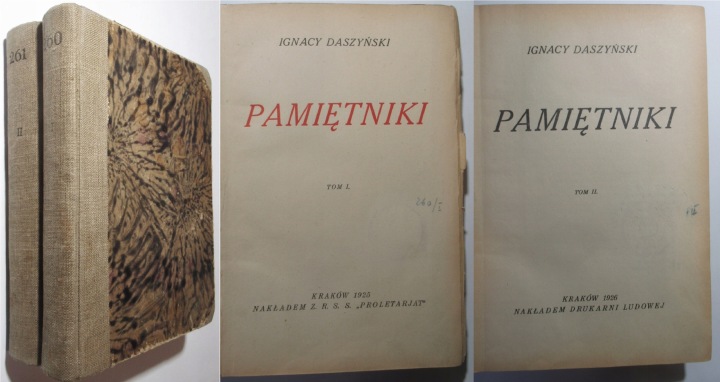 261
II
260
IGNACY DASZYŃSKI
PAMIĘTNIKI
TOM I.
260/I
KRAKÓW 1925
NAKŁADEM Z. R. S. S. „PROLETARJAT"
IGNACY DASZYŃSKI
PAMIĘTNIKI
TOM II.
KRAKÓW 1926
NAKŁADEM DRUKARNI LUDOWEJ